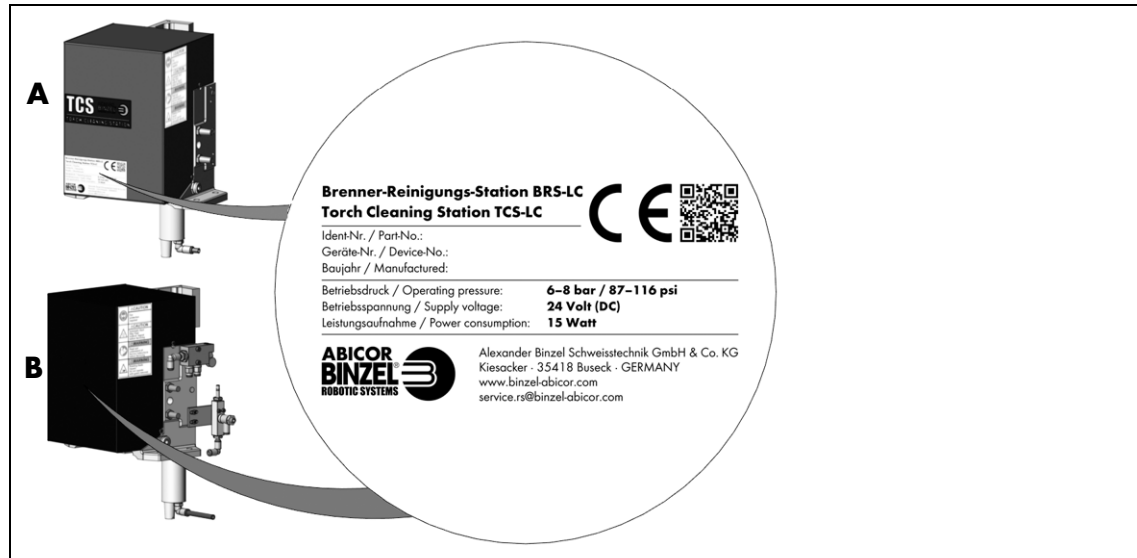 A
TCS
B
Brenner-Reinigungs-Station BRS-LC
Torch Cleaning Station TCS-LC
CE
Ident-Nr. / Part-No.:
Geräte-Nr. / Device-No.:
Baujahr / Manufactured:
Betriebsdruck / Operating pressure: 6–8 bar / 87–116 psi
Betriebsspannung / Supply voltage: 24 Volt (DC)
Leistungsaufnahme / Power consumption: 15 Watt
ABICOR
BINZEL®
ROBOTIC SYSTEMS
Alexander Binzel Schweisstechnik GmbH & Co. KG
Kiesacker · 35418 Buseck · GERMANY
www.binzel-abicor.com
service.rs@binzel-abicor.com